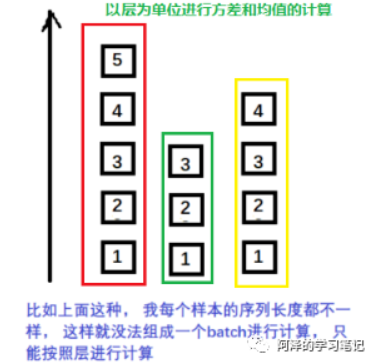 以层为单位进行方差和均值的计算
5
4 4
3 3 3
2 2 2
1 1 1
比如上面这种， 我每个样本的序列长度都不一
样， 这样就没法组成一个batch进行计算， 只
能按照层进行计算
阿泽的学习笔记